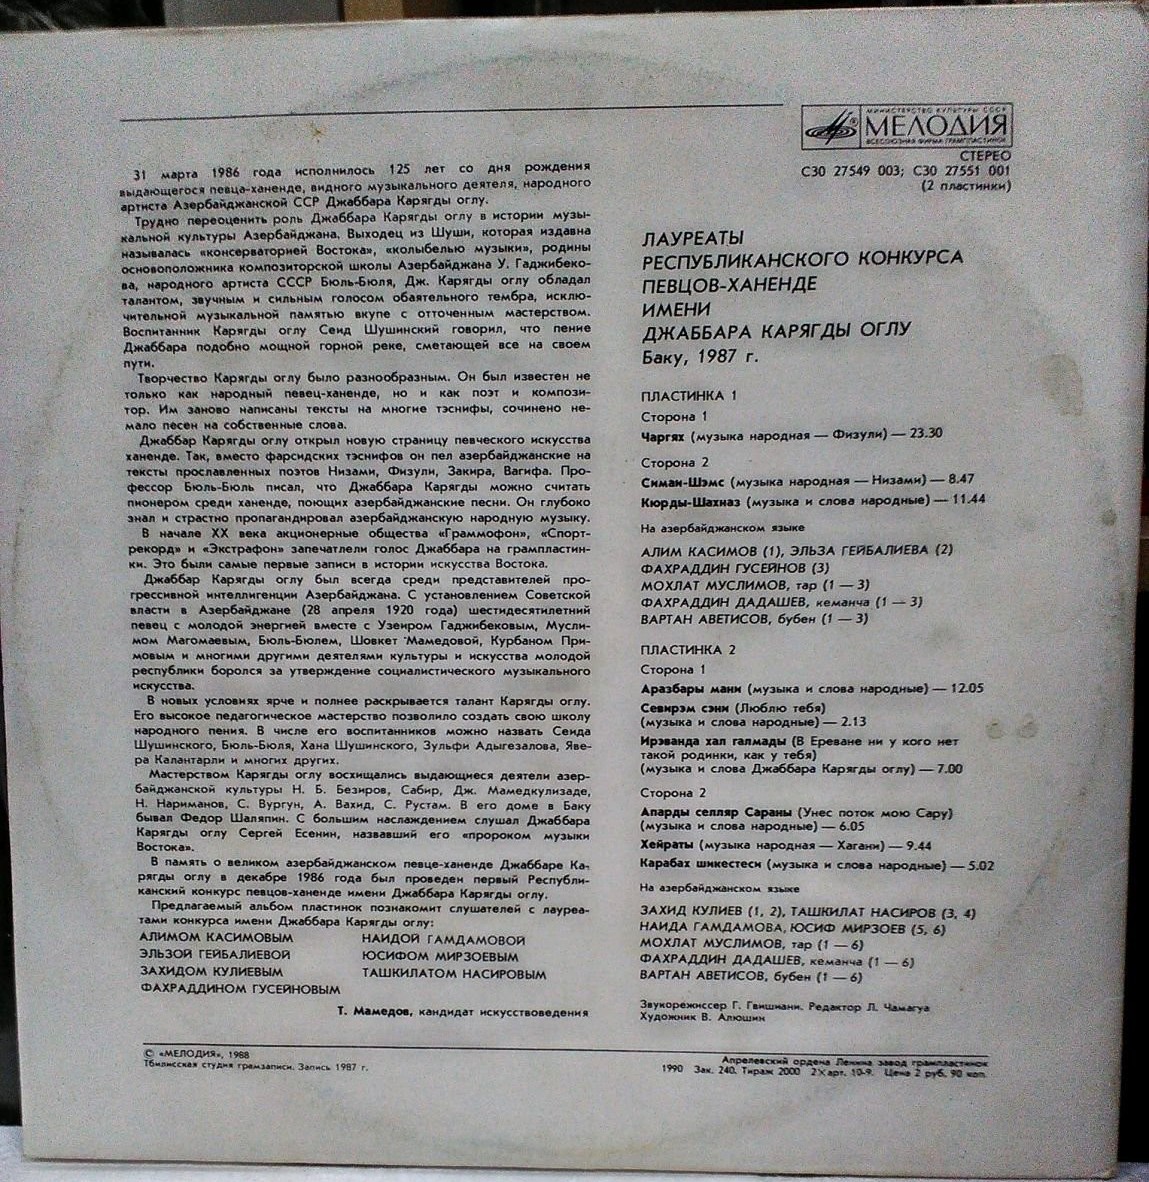 МИНИСТЕРСТВО КУЛЬТУРЫ СССР
МЕЛОДИЯ
ВСЕСОЮЗНАЯ ФИРМА ГРАМПЛАСТИНОК
СТЕРЕО
С30 27549 003; С30 27551 001
(2 пластинки)
31 марта 1986 года исполнилось 125 лет со дня рождения
выдающегося певца-ханенде, видного музыкального деятеля, народного
артиста Азербайджанской ССР Джаббара Карягды оглу.
Трудно переоценить роль Джаббара Карягды оглу в истории музы-
кальной культуры Азербайджана. Выходец из Шуши, которая издавна
называлась «консерваторией Востока», «колыбелью музыки», родины
основоположника композиторской школы Азербайджана У. Гаджибеко-
ва, народного артиста СССР Бюль-Бюля, Дж. Карягды оглу обладал
талантом, звучным и сильным голосом обаятельного тембра, исклю-
чительной музыкальной памятью вкупе с отточенным мастерством.
Воспитанник Карягды оглу Сеид Шушинский говорил, что пение
Джаббара подобно мощной горной реке, сметающей все на своем
пути.
Творчество Карягды оглу было разнообразным. Он был известен не
только как народный певец-ханенде, но и как поэт и компози-
тор. Им заново написаны тексты на многие тэснифы, сочинено не-
мало песен на собственные слова.
Джаббар Карягды оглу открыл новую страницу певческого искусства
ханенде. Так, вместо фарсидских тэснифов он пел азербайджанские на
тексты прославленных поэтов Низами, Физули, Закира, Вагифа. Про-
фессор Бюль-Бюль писал, что Джаббара Карягды можно считать
пионером среди ханенде, поющих азербайджанские песни. Он глубоко
знал и страстно пропагандировал азербайджанскую народную музыку.
В начале XX века акционерные общества «Граммофон», «Спорт-
рекорд» и «Экстрафон» запечатлели голос Джаббара на грампластин-
ки. Это были самые первые записи в истории искусства Востока.
Джаббар Карягды оглу был всегда среди представителей про-
грессивной интеллигенции Азербайджана. С установлением Советской
власти в Азербайджане (28 апреля 1920 года) шестидесятилетний
певец с молодой энергией вместе с Узеиром Гаджибековым, Мусли-
мом Магомаевым, Бюль-Бюлем, Шовкет Мамедовой, Курбаном При-
мовым и многими другими деятелями культуры и искусства молодой
республики боролся за утверждение социалистического музыкального
искусства.
В новых условиях ярче и полнее раскрывается талант Карягды оглу.
Его высокое педагогическое мастерство позволило создать свою школу
народного пения. В числе его воспитанников можно назвать Сеида
Шушинского, Бюль-Бюля, Хана Шушинского, Зульфи Адыгезалова, Яве-
ра Калантарли и многих других.
Мастерством Карягды оглу восхищались выдающиеся деятели азер-
байджанской культуры Н. Б. Безиров, Сабир, Дж. Мамедкулизаде,
Н. Нариманов, С. Вургун, А. Вахид, С. Рустам. В его доме в Баку
бывал Федор Шаляпин. С большим наслаждением слушал Джаббара
Карягды оглу Сергей Есенин, назвавший его «пророком музыки
Востока».
В память о великом азербайджанском певце-ханенде Джаббаре Ка-
рягды оглу в декабре 1986 года был проведен первый Республи-
канский конкурс певцов-ханенде имени Джаббара Карягды оглу.
Предлагаемый альбом пластинок познакомит слушателей с лауреа-
тами конкурса имени Джаббара Карягды оглу:
АЛИМОМ КАСИМОВЫМ
ЭЛЬЗОЙ ГЕЙБАЛИЕВОЙ
ЗАХИДОМ КУЛИЕВЫМ
ФАХРАДДИНОМ ГУСЕЙНОВЫМ
НАИДОЙ ГАМДАМОВОЙ
ЮСИФОМ МИРЗОЕВЫМ
ТАШКИЛАТОМ НАСИРОВЫМ
Т. Мамедов, кандидат искусствоведения
ЛАУРЕАТЫ
РЕСПУБЛИКАНСКОГО КОНКУРСА
ПЕВЦОВ-ХАНЕНДЕ
ИМЕНИ
ДЖАББАРА КАРЯГДЫ ОГЛУ
Баку, 1987 г.
ПЛАСТИНКА 1
Сторона 1
Чаргях (музыка народная — Физули) — 23.30
Сторона 2
Симаи-Шэмс (музыка народная — Низами) — 8.47
Кюрды-Шахназ (музыка и слова народные) — 11.44
На азербайджанском языке
АЛИМ КАСИМОВ (1), ЭЛЬЗА ГЕЙБАЛИЕВА (2)
ФАХРАДДИН ГУСЕЙНОВ (3)
МОХЛАТ МУСЛИМОВ, тар (1 — 3)
ФАХРАДДИН ДАДАШЕВ, кеманча (1 — 3)
ВАРТАН АВЕТИСОВ, бубен (1 — 3)
ПЛАСТИНКА 2
Сторона 1
Аразбары мани (музыка и слова народные) — 12.05
Севирэм сэни (Люблю тебя)
(музыка и слова народные) — 2.13
Ирэванда хал галмады (В Ереване ни у кого нет
такой родинки, как у тебя)
(музыка и слова Джаббара Карягды оглу) — 7.00
Сторона 2
Апарды селляр Сараны (Унес поток мою Сару)
(музыка и слова народные) — 6.05
Хейраты (музыка народная — Хагани) — 9.44
Карабах шикестеси (музыка и слова народные) — 5.02
На азербайджанском языке
ЗАХИД КУЛИЕВ (1, 2), ТАШКИЛАТ НАСИРОВ (3, 4)
НАИДА ГАМДАМОВА, ЮСИФ МИРЗОЕВ (5, 6)
МОХЛАТ МУСЛИМОВ, тар (1 — 6)
ФАХРАДДИН ДАДАШЕВ, кеманча (1 — 6)
ВАРТАН АВЕТИСОВ, бубен (1 — 6)
Звукорежиссер Г. Гвишиани. Редактор Л. Чамагуа
Художник В. Алюшин
© «МЕЛОДИЯ», 1988
Тбилисская студия грамзаписи. Запись 1987 г.
Апрелевский ордена Ленина завод грампластинок
1990 Зак. 240. Тираж 2000 2×арт. 10-9. Цена 2 руб. 90 коп.